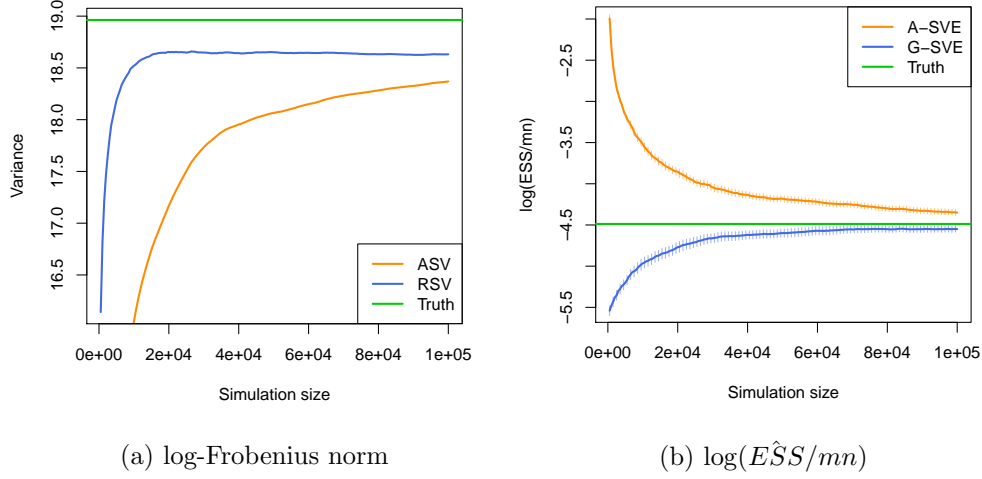 Variance
19.0
18.5
18.0
17.5
17.0
16.5
ASV
RSV
Truth
0e+00 2e+04 4e+04 6e+04 8e+04 1e+05
Simulation size
(a) log-Frobenius norm
log(ESS/mn)
−2.5
−3.5
−4.5
−5.5
A−SVE
G−SVE
Truth
0e+00 2e+04 4e+04 6e+04 8e+04 1e+05
Simulation size
(b) log(EŜS/mn)